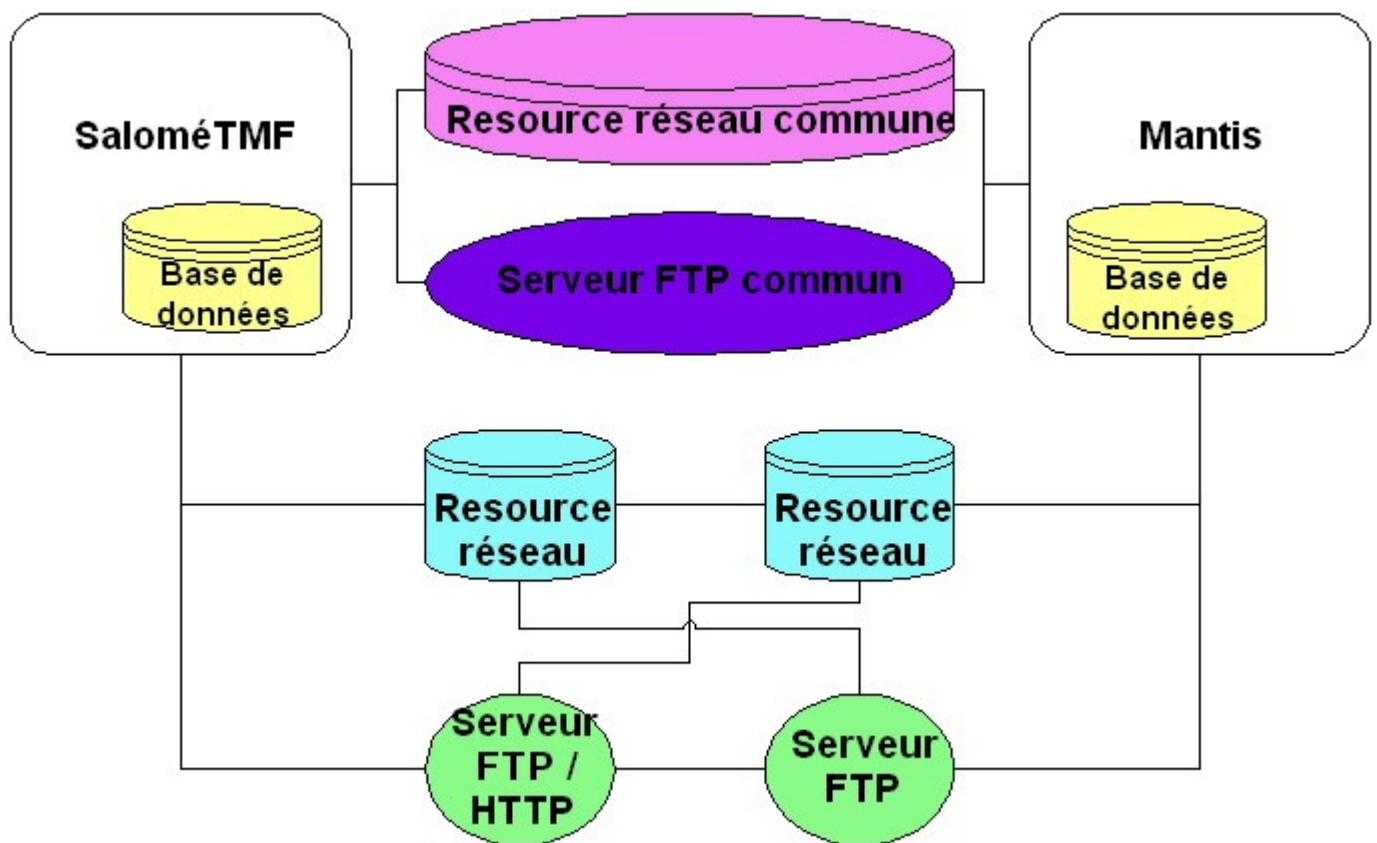 SaloméTMF
Resource réseau commune
Mantis
Serveur FTP commun
Base de
données
Base de
données
Resource
réseau
Resource
réseau
Serveur
FTP /
HTTP
Serveur
FTP